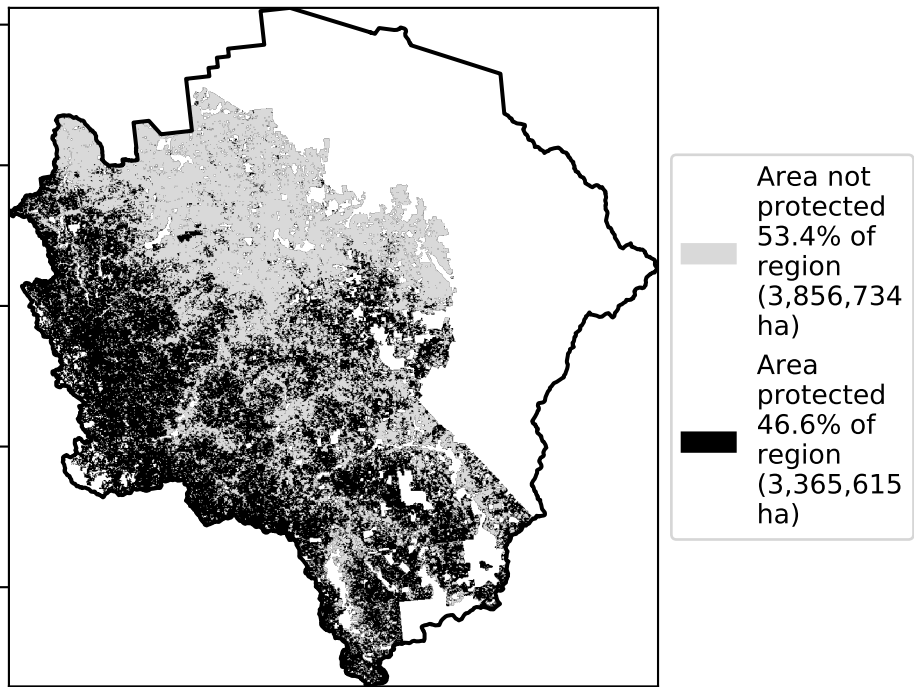 Area not
protected
53.4% of
region
(3,856,734
ha)
Area
protected
46.6% of
region
(3,365,615
ha)